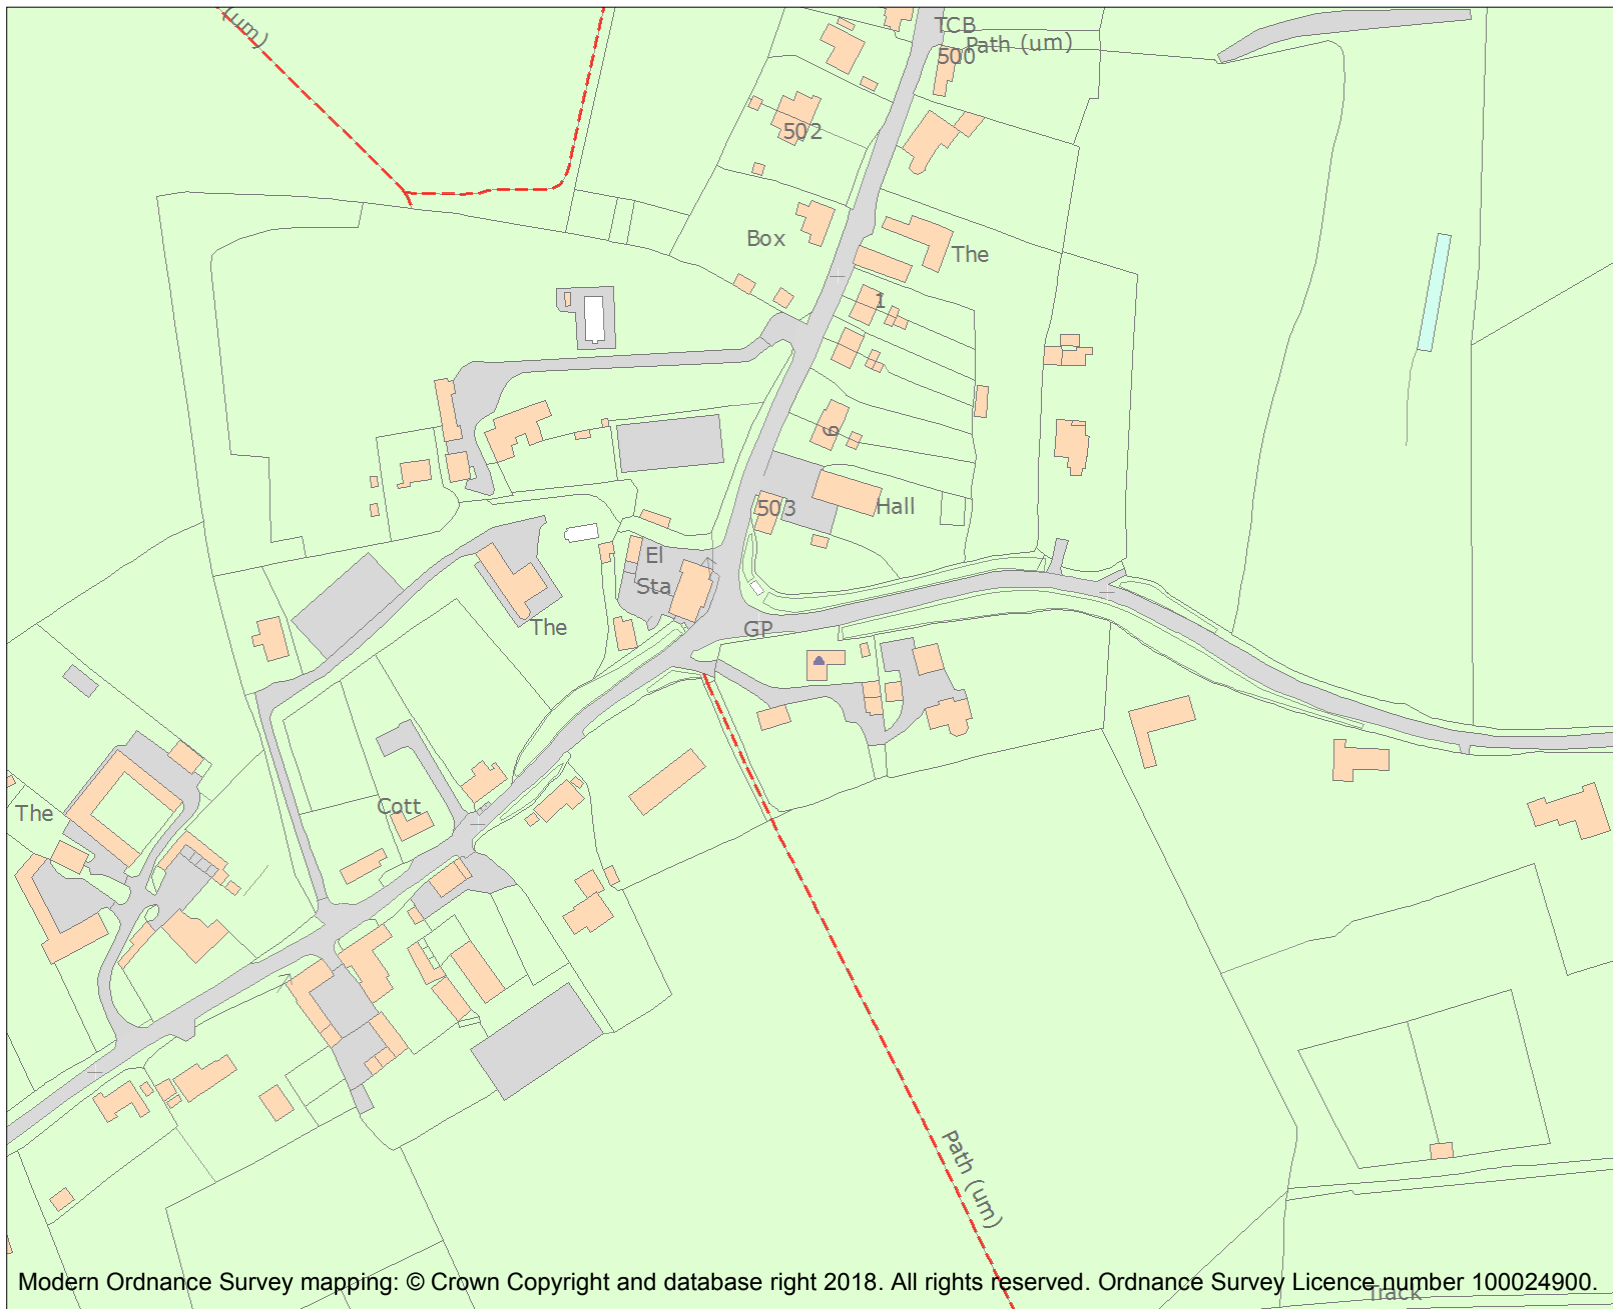 (um)
TCB
Path (um)
500
502
Box
The
1
9
503
Hall
El
Sta
The
GP
Cott
The
Path (um)
Modern Ordnance Survey mapping: © Crown Copyright and database right 2018. All rights reserved. Ordnance Survey Licence number 100024900.
Track